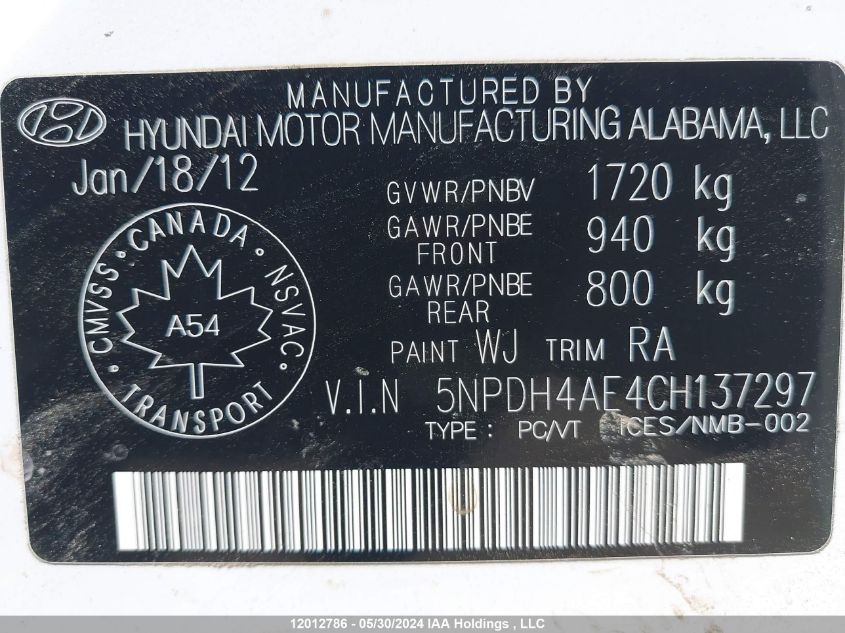 MANUFACTURED BY
HYUNDAI MOTOR MANUFACTURING ALABAMA, LLC
Jan/18/12
GVWR/PNBV 1720 kg
GAWR/PNBE FRONT 940 kg
GAWR/PNBE REAR 800 kg
CMVSS · CANADA · NSVAC · TRANSPORT
A54
PAINT WJ TRIM RA
V.I.N 5NPDH4AE4CH137297
TYPE : PC/VT ICES/NMB-002
12012786 - 05/30/2024 IAA Holdings , LLC